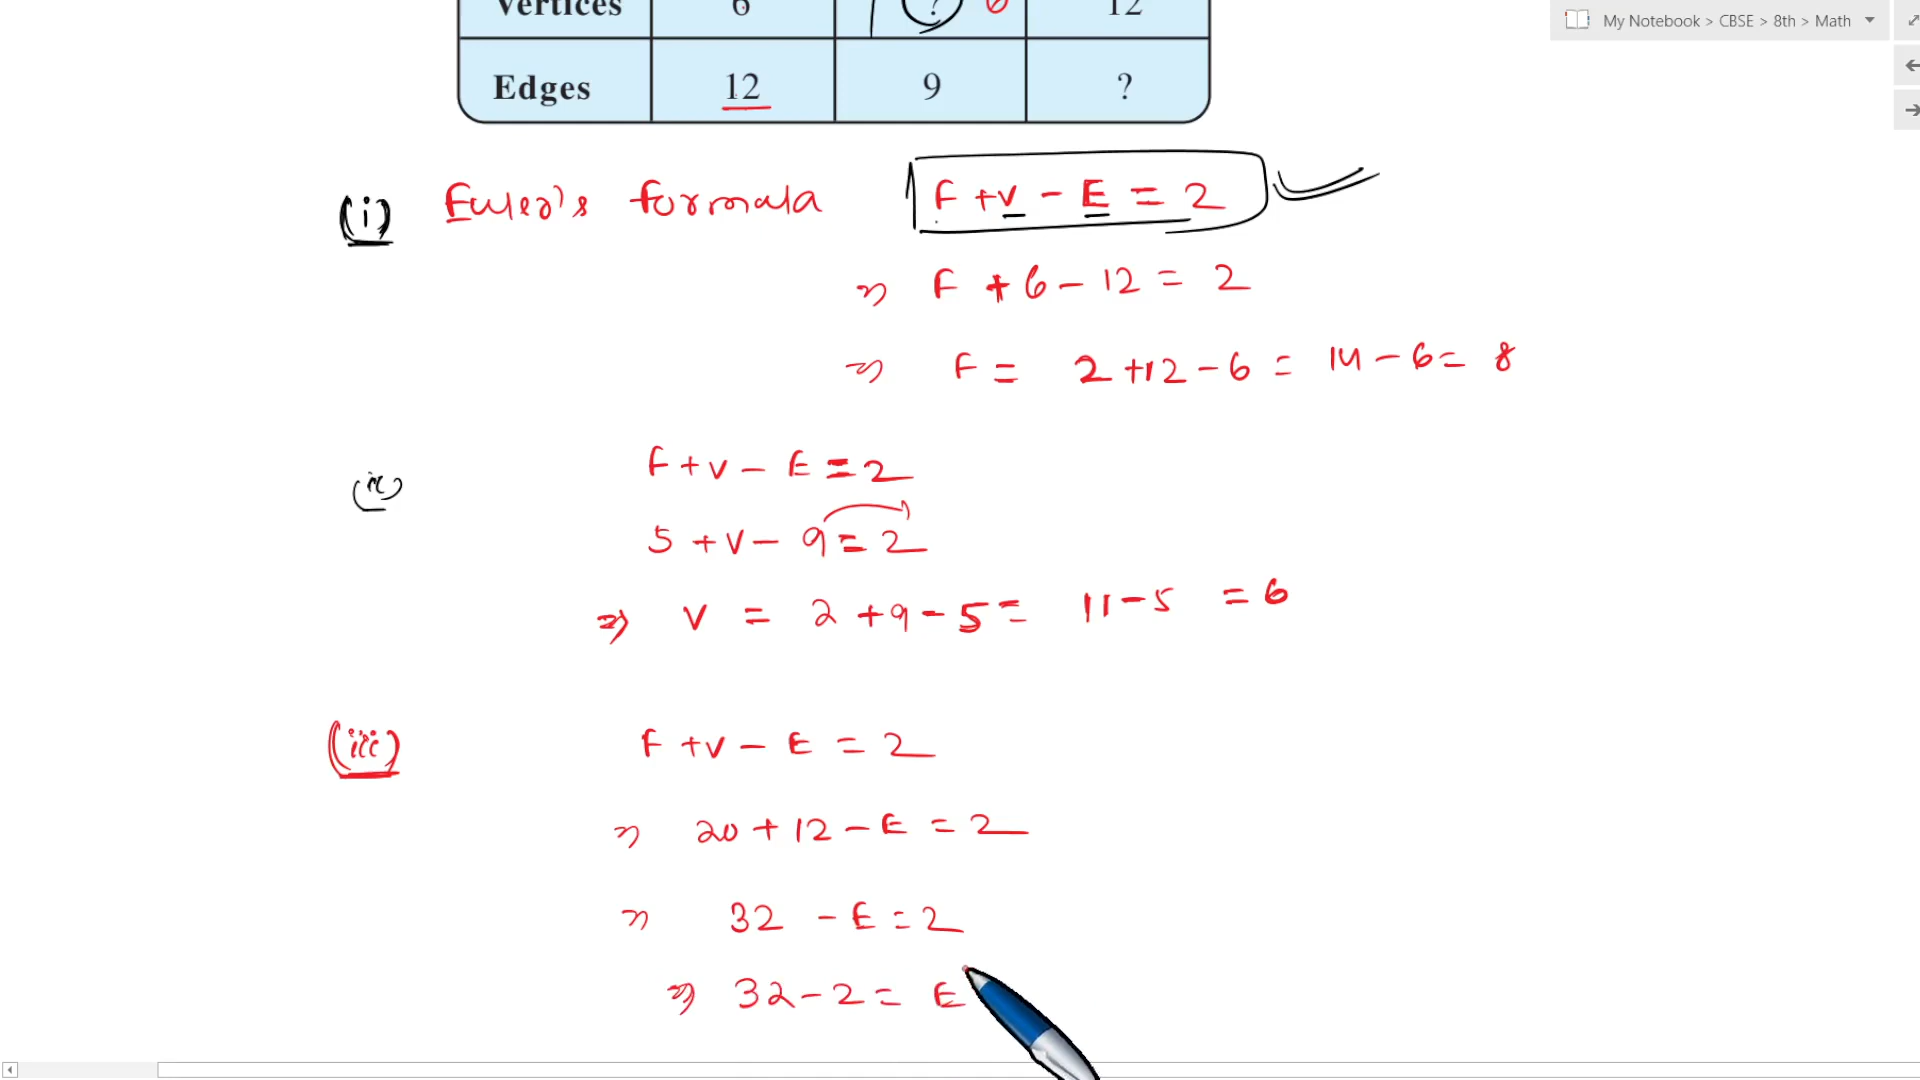 My Notebook > CBSE > 8th > Math
Vertices 6 ? 6 12
Edges 12 9 ?
(i) Euler's formula F + V - E = 2
⇒ F + 6 - 12 = 2
⇒ F = 2 + 12 - 6 = 14 - 6 = 8
(ii) F + V - E = 2
5 + V - 9 = 2
⇒ V = 2 + 9 - 5 = 11 - 5 = 6
(iii) F + V - E = 2
⇒ 20 + 12 - E = 2
⇒ 32 - E = 2
⇒ 32 - 2 = E